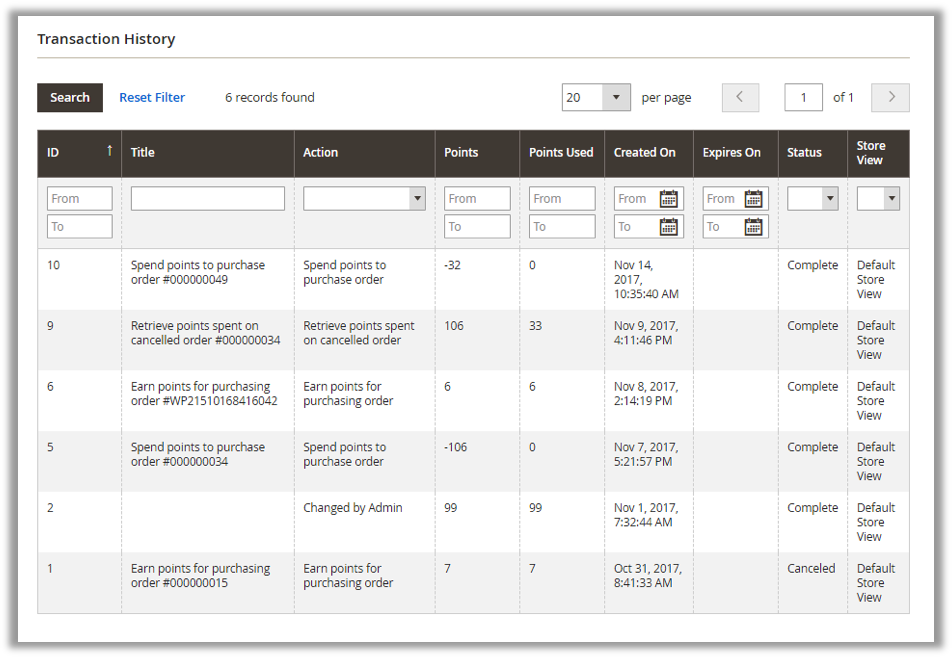 Transaction History
Search Reset Filter 6 records found 20 per page 1 of 1
ID ↑ Title Action Points Points Used Created On Expires On Status Store
View
From From From From From
To To To To To
10 Spend points to purchase Spend points to -32 0 Nov 14, Complete Default
order #000000049 purchase order 2017, Store
10:35:40 AM View
9 Retrieve points spent on Retrieve points spent 106 33 Nov 9, 2017, Complete Default
cancelled order #000000034 on cancelled order 4:11:46 PM Store
View
6 Earn points for purchasing Earn points for 6 6 Nov 8, 2017, Complete Default
order #WP21510168416042 purchasing order 2:14:19 PM Store
View
5 Spend points to purchase Spend points to -106 0 Nov 7, 2017, Complete Default
order #000000034 purchase order 5:21:57 PM Store
View
2 Changed by Admin 99 99 Nov 1, 2017, Complete Default
7:32:44 AM Store
View
1 Earn points for purchasing Earn points for 7 7 Oct 31, 2017, Canceled Default
order #000000015 purchasing order 8:41:33 AM Store
View